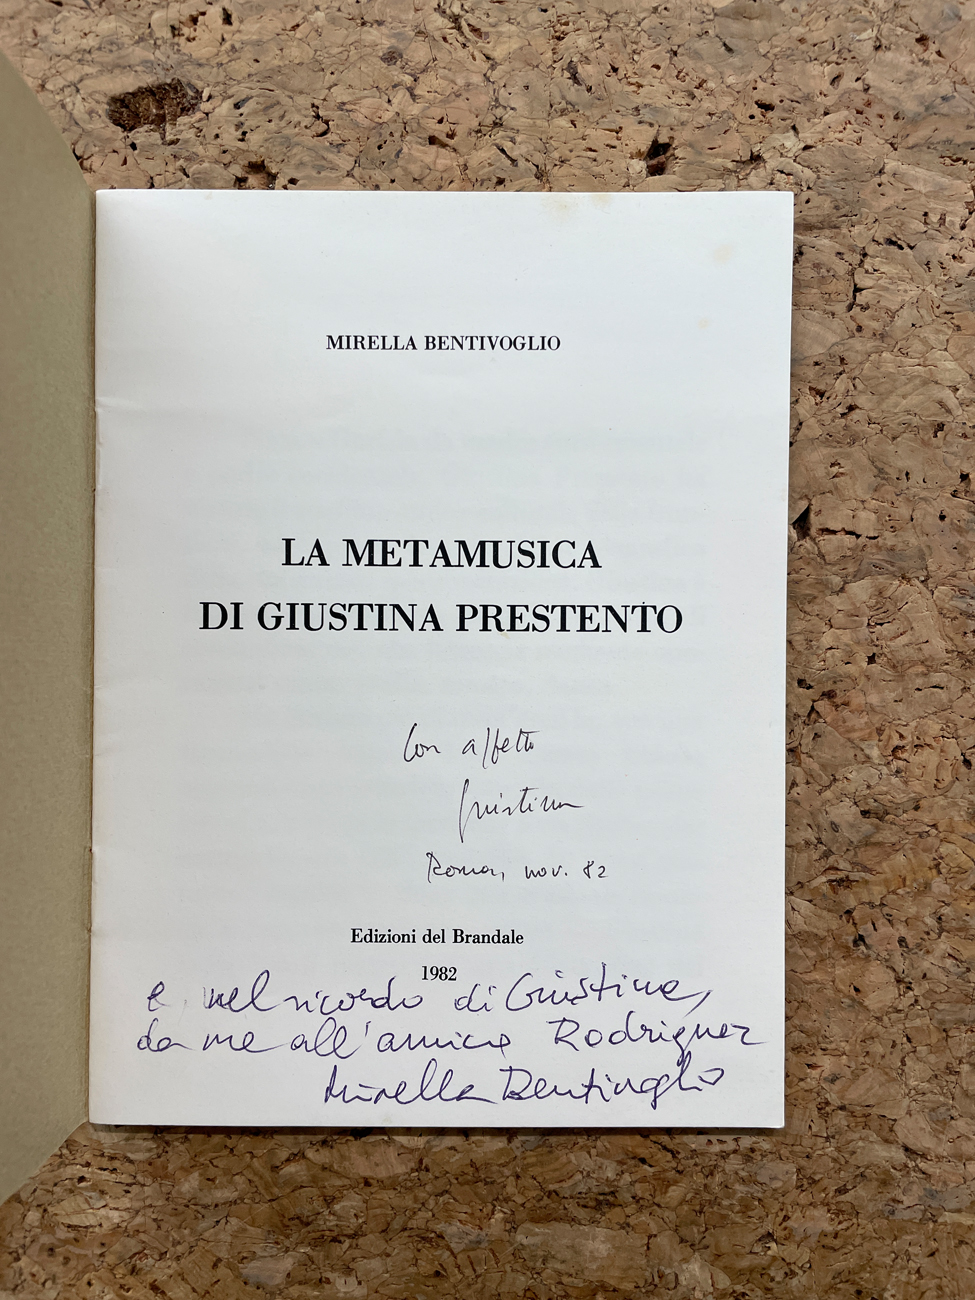 MIRELLA BENTIVOGLIO
LA METAMUSICA
DI GIUSTINA PRESTENTO
Con affetto
Giustina
Roma, nov. 82
Edizioni del Brandale
1982
e nel ricordo di Giustina,
da me all'amico Rodriguez
Mirella Bentivoglio